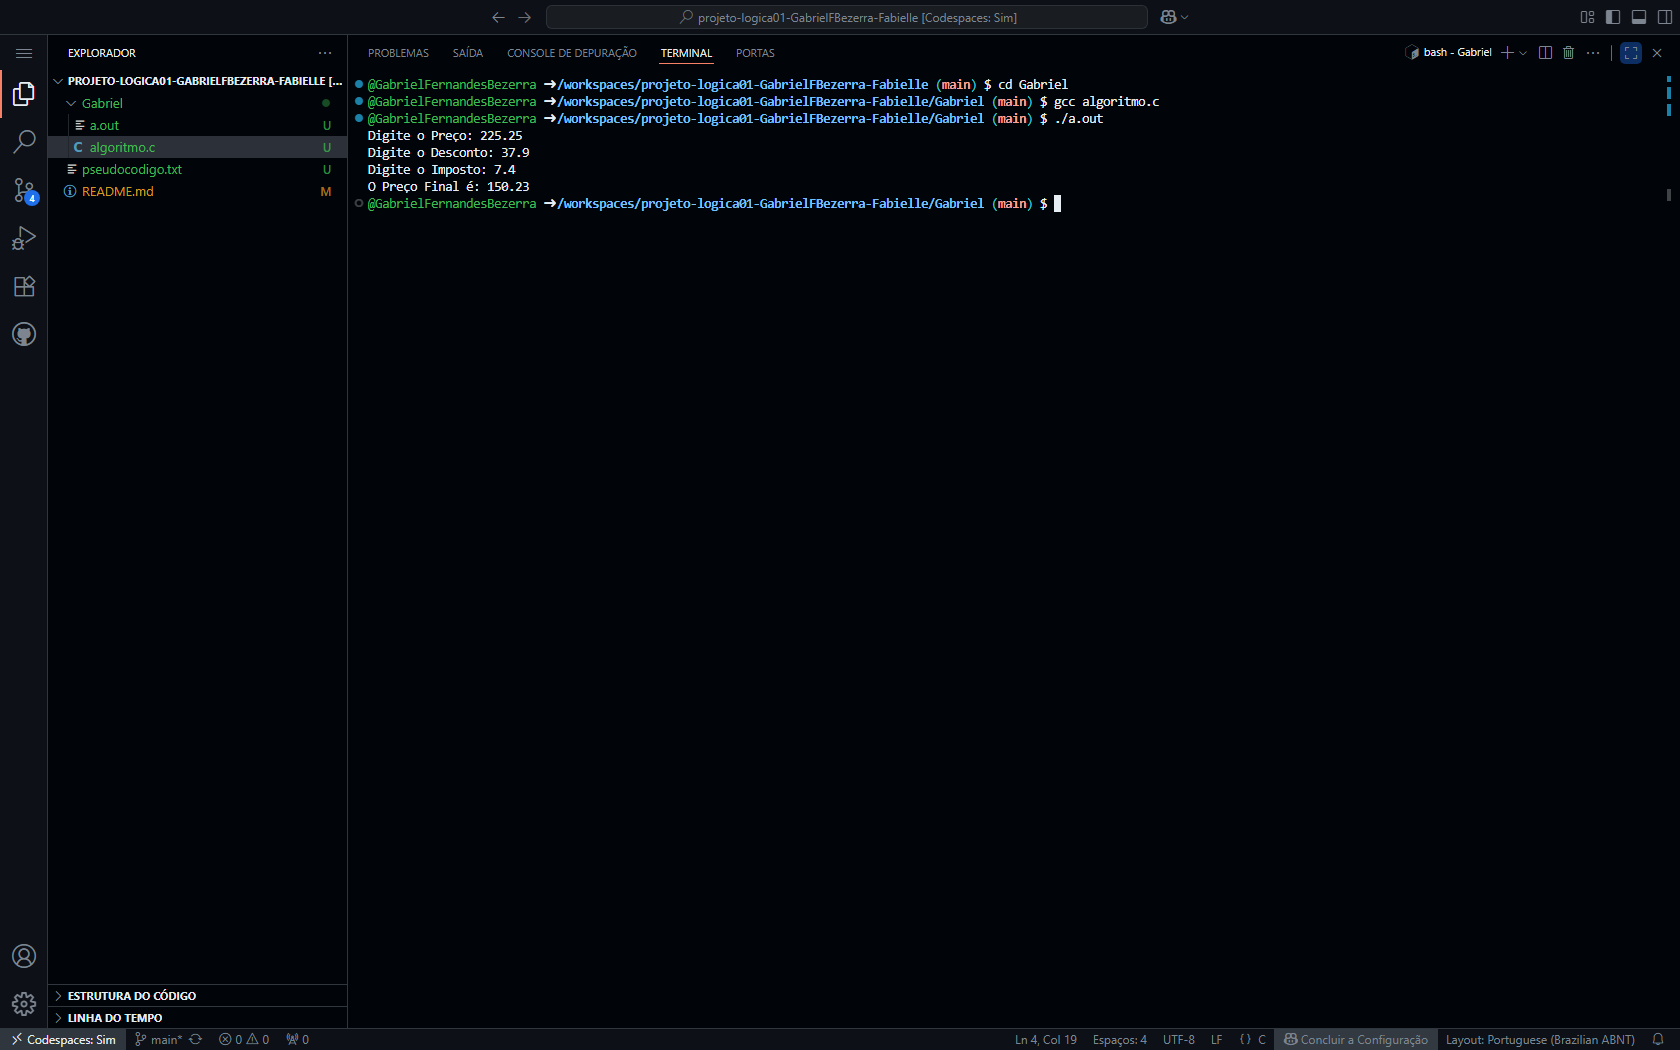 projeto-logica01-GabrielFBezerra-Fabielle [Codespaces: Sim]
EXPLORADOR
PROJETO-LOGICA01-GABRIELFBEZERRA-FABIELLE [...
Gabriel
a.out U
C algoritmo.c U
pseudocodigo.txt U
README.md M
4
PROBLEMAS SAÍDA CONSOLE DE DEPURAÇÃO TERMINAL PORTAS
bash - Gabriel
@GabrielFernandesBezerra ➜/workspaces/projeto-logica01-GabrielFBezerra-Fabielle (main) $ cd Gabriel
@GabrielFernandesBezerra ➜/workspaces/projeto-logica01-GabrielFBezerra-Fabielle/Gabriel (main) $ gcc algoritmo.c
@GabrielFernandesBezerra ➜/workspaces/projeto-logica01-GabrielFBezerra-Fabielle/Gabriel (main) $ ./a.out
Digite o Preço: 225.25
Digite o Desconto: 37.9
Digite o Imposto: 7.4
O Preço Final é: 150.23
@GabrielFernandesBezerra ➜/workspaces/projeto-logica01-GabrielFBezerra-Fabielle/Gabriel (main) $
ESTRUTURA DO CÓDIGO
LINHA DO TEMPO
Codespaces: Sim main* 0 0 0 Ln 4, Col 19 Espaços: 4 UTF-8 LF {} C Concluir a Configuração Layout: Portuguese (Brazilian ABNT)